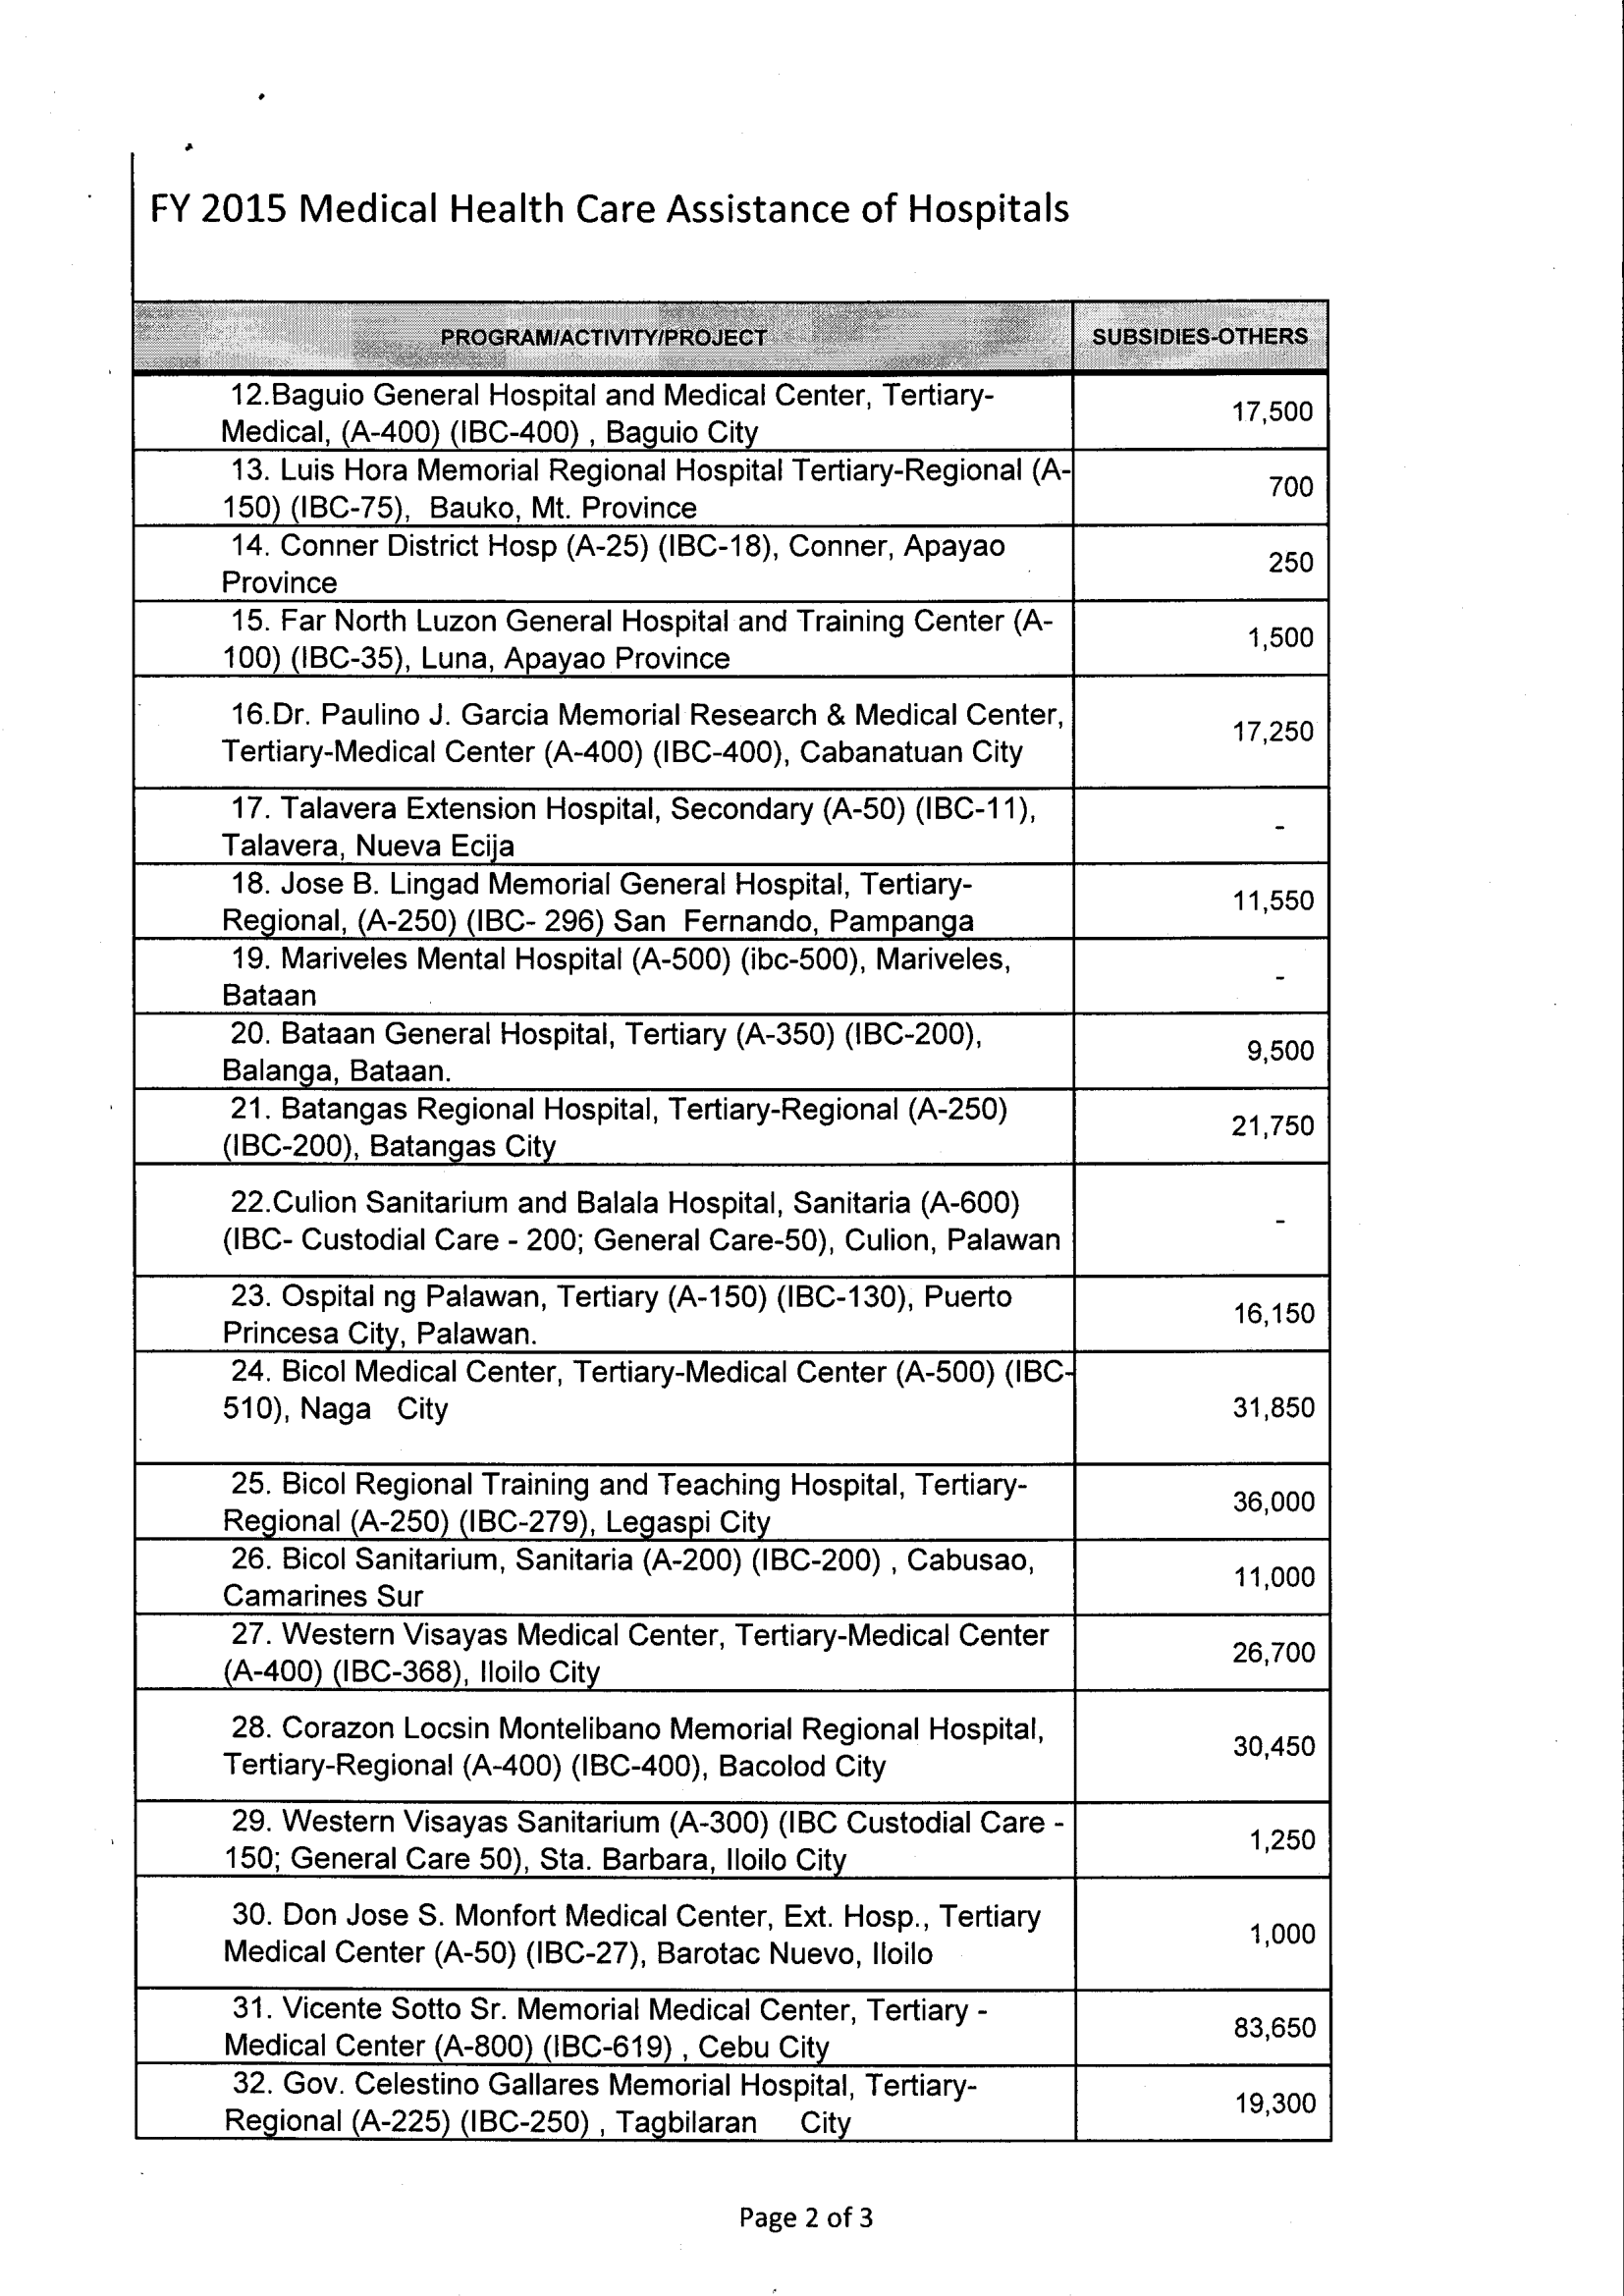 FY 2015 Medical Health Care Assistance of Hospitals
PROGRAM/ACTIVITY/PROJECT SUBSIDIES-OTHERS
12.Baguio General Hospital and Medical Center, Tertiary-
Medical, (A-400) (IBC-400) , Baguio City
17,500
13. Luis Hora Memorial Regional Hospital Tertiary-Regional (A-
150) (IBC-75), Bauko, Mt. Province
700
14. Conner District Hosp (A-25) (IBC-18), Conner, Apayao
Province
250
15. Far North Luzon General Hospital and Training Center (A-
100) (IBC-35), Luna, Apayao Province
1,500
16.Dr. Paulino J. Garcia Memorial Research & Medical Center,
Tertiary-Medical Center (A-400) (IBC-400), Cabanatuan City
17,250
17. Talavera Extension Hospital, Secondary (A-50) (IBC-11),
Talavera, Nueva Ecija
-
18. Jose B. Lingad Memorial General Hospital, Tertiary-
Regional, (A-250) (IBC- 296) San Fernando, Pampanga
11,550
19. Mariveles Mental Hospital (A-500) (ibc-500), Mariveles,
Bataan
-
20. Bataan General Hospital, Tertiary (A-350) (IBC-200),
Balanga, Bataan.
9,500
21. Batangas Regional Hospital, Tertiary-Regional (A-250)
(IBC-200), Batangas City
21,750
22.Culion Sanitarium and Balala Hospital, Sanitaria (A-600)
(IBC- Custodial Care - 200; General Care-50), Culion, Palawan
-
23. Ospital ng Palawan, Tertiary (A-150) (IBC-130), Puerto
Princesa City, Palawan.
16,150
24. Bicol Medical Center, Tertiary-Medical Center (A-500) (IBC-
510), Naga City
31,850
25. Bicol Regional Training and Teaching Hospital, Tertiary-
Regional (A-250) (IBC-279), Legaspi City
36,000
26. Bicol Sanitarium, Sanitaria (A-200) (IBC-200) , Cabusao,
Camarines Sur
11,000
27. Western Visayas Medical Center, Tertiary-Medical Center
(A-400) (IBC-368), Iloilo City
26,700
28. Corazon Locsin Montelibano Memorial Regional Hospital,
Tertiary-Regional (A-400) (IBC-400), Bacolod City
30,450
29. Western Visayas Sanitarium (A-300) (IBC Custodial Care -
150; General Care 50), Sta. Barbara, Iloilo City
1,250
30. Don Jose S. Monfort Medical Center, Ext. Hosp., Tertiary
Medical Center (A-50) (IBC-27), Barotac Nuevo, Iloilo
1,000
31. Vicente Sotto Sr. Memorial Medical Center, Tertiary -
Medical Center (A-800) (IBC-619) , Cebu City
83,650
32. Gov. Celestino Gallares Memorial Hospital, Tertiary-
Regional (A-225) (IBC-250) , Tagbilaran City
19,300
Page 2 of 3